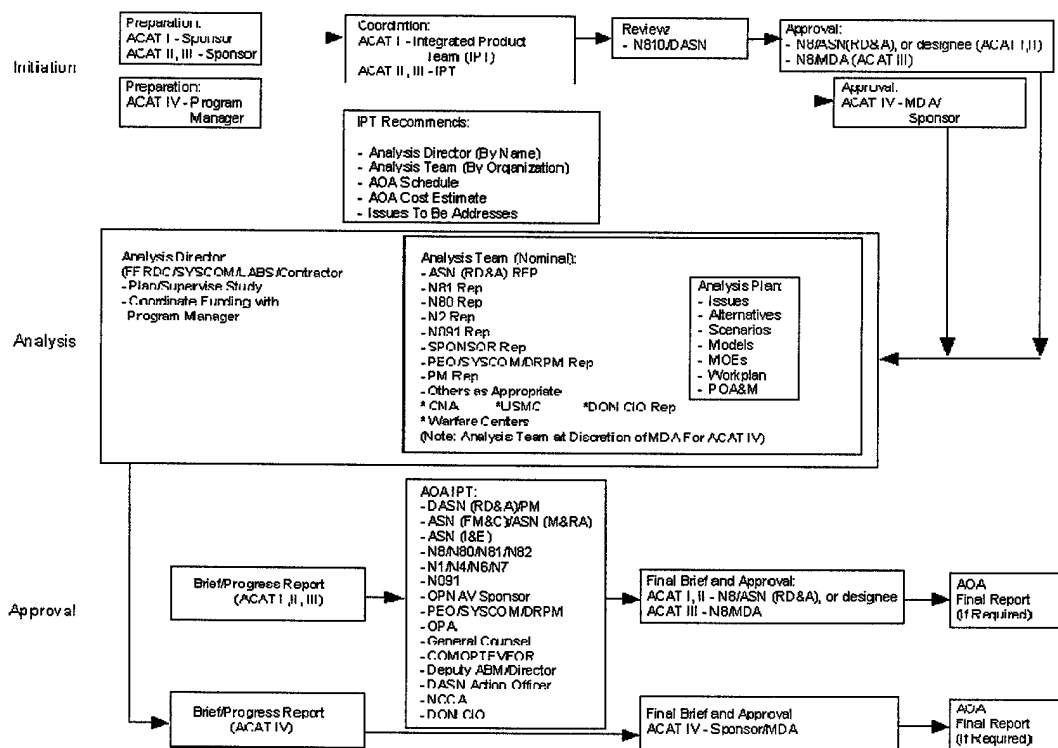 Initiation
Preparation:
ACAT I - Sponsor
ACAT II, III - Sponsor
Preparation:
ACAT IV - Program
Manager
Coordintion:
ACAT I - Integrated Product
Team (IPT)
ACAT II, III - IPT
Review:
- N810/DASN
Approval:
- N8/ASN(RD&A), or designee (ACAT I,II)
- N8/MDA (ACAT III)
Approval:
ACAT IV - MDA/
Sponsor
IPT Recommends:
- Analysis Director (By Name)
- Analysis Team (By Organization)
- AOA Schedule
- AOA Cost Estimate
- Issues To Be Addresses
Analysis
Analysis Director
(FFRDC/SYSCOM/LABS/Contractor
- Plan/Supervise Study
- Coordinate Funding with
Program Manager
Analysis Team (Nominal):
- ASN (RD&A) REP
- N81 Rep
- N80 Rep
- N2 Rep
- N091 Rep
- SPONSOR Rep
- PEO/SYSCOM/DRPM Rep
- PM Rep
- Others as Appropriate
* CNA *USMC *DON CIO Rep
* Warfare Centers
(Note: Analysis Team at Discretion of MDA For ACAT IV)
Analysis Plan:
- Issues
- Alternatives
- Scenarios
- Models
- MOEs
- Workplan
- POA&M
Approval
Brief/Progress Report
(ACAT I ,II, III)
AOA IPT:
- DASN (RD&A)/PM
- ASN (FM&C)/ASN (M&RA)
- ASN (I&E)
- N8/N80/N81/N82
- N1/N4/N6/N7
- N091
- OPNAV Sponsor
- PEO/SYSCOM/DRPM
- OPA
- General Counsel
- COMOPTEVFOR
- Deputy ABM/Director
- DASN Action Officer
- NCCA
- DON CIO
Final Brief and Approval:
ACAT I, II - N8/ASN (RD&A), or designee
ACAT III - N8/MDA
AOA
Final Report
(If Required)
Brief/Progress Report
(ACAT IV)
Final Brief and Approval
ACAT IV - Sponsor/MDA
AOA
Final Report
(If Required)